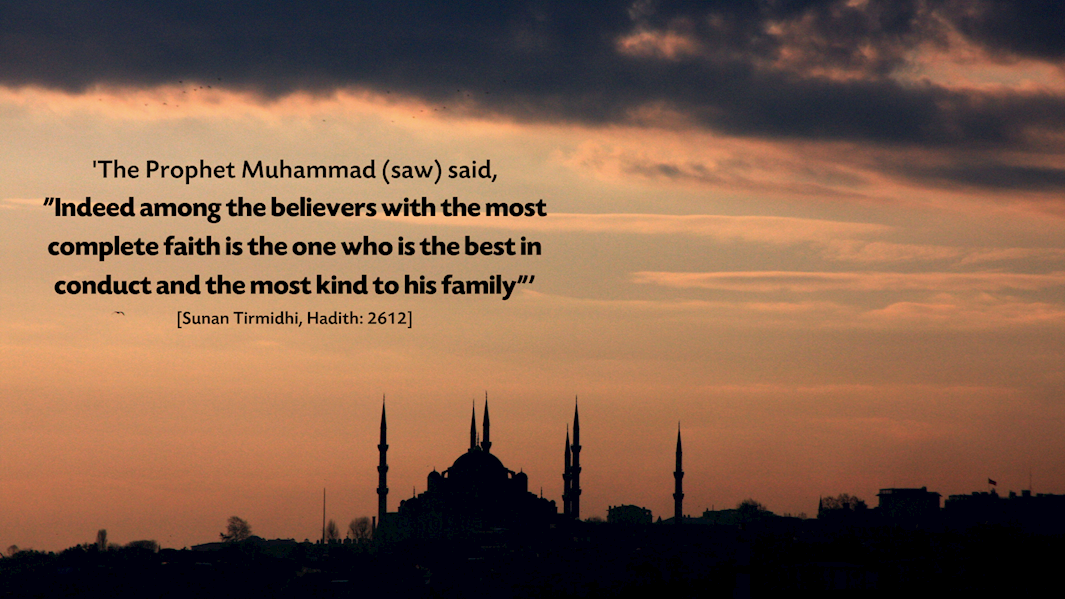 'The Prophet Muhammad (saw) said,
"Indeed among the believers with the most
complete faith is the one who is the best in
conduct and the most kind to his family"'
[Sunan Tirmidhi, Hadith: 2612]